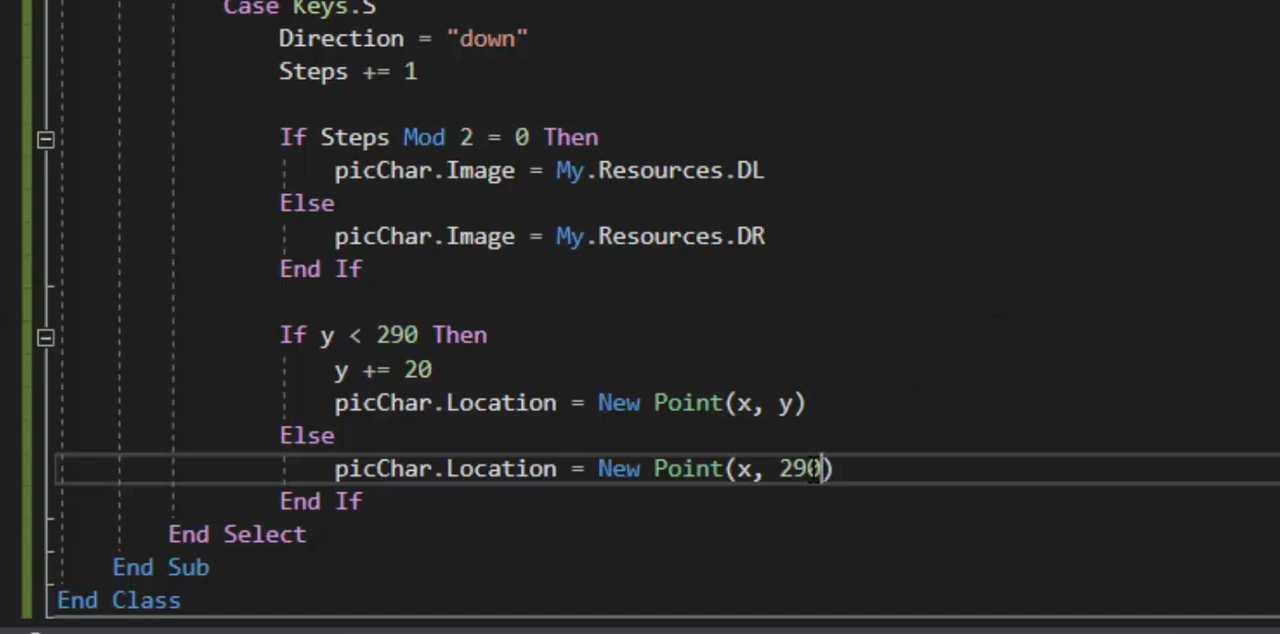 Case Keys.S
Direction = "down"
Steps += 1
If Steps Mod 2 = 0 Then
picChar.Image = My.Resources.DL
Else
picChar.Image = My.Resources.DR
End If
If y < 290 Then
y += 20
picChar.Location = New Point(x, y)
Else
picChar.Location = New Point(x, 290)
End If
End Select
End Sub
End Class